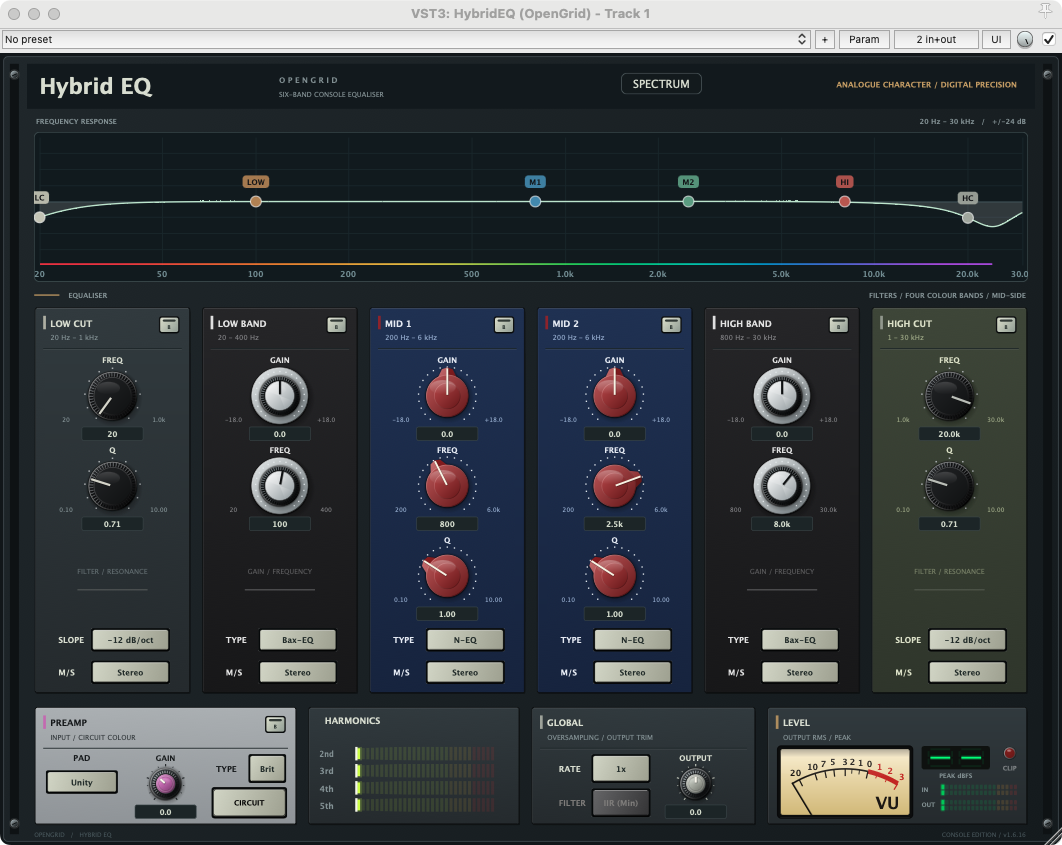 VST3: HybridEQ (OpenGrid) - Track 1
No preset + Param 2 in+out UI
Hybrid EQ
OPENGRID
SIX-BAND CONSOLE EQUALISER
SPECTRUM
ANALOGUE CHARACTER / DIGITAL PRECISION
FREQUENCY RESPONSE 20 Hz – 30 kHz / +/–24 dB
LOW M1 M2 HI
LC HC
20 50 100 200 500 1.0k 2.0k 5.0k 10.0k 20.0k 30.0
EQUALISER FILTERS / FOUR COLOUR BANDS / MID-SIDE
LOW CUT
20 Hz – 1 kHz
FREQ
20 1.0k
20
Q
0.10 10.00
0.71
FILTER / RESONANCE
SLOPE –12 dB/oct
M/S Stereo
LOW BAND
20 – 400 Hz
GAIN
-18.0 +18.0
0.0
FREQ
20 400
100
GAIN / FREQUENCY
TYPE Bax-EQ
M/S Stereo
MID 1
200 Hz – 6 kHz
GAIN
-18.0 +18.0
0.0
FREQ
200 6.0k
800
Q
0.10 10.00
1.00
TYPE N-EQ
M/S Stereo
MID 2
200 Hz – 6 kHz
GAIN
-18.0 +18.0
0.0
FREQ
200 6.0k
2.5k
Q
0.10 10.00
1.00
TYPE N-EQ
M/S Stereo
HIGH BAND
800 Hz – 30 kHz
GAIN
-18.0 +18.0
0.0
FREQ
800 30.0k
8.0k
GAIN / FREQUENCY
TYPE Bax-EQ
M/S Stereo
HIGH CUT
1 – 30 kHz
FREQ
1.0k 30.0k
20.0k
Q
0.10 10.00
0.71
FILTER / RESONANCE
SLOPE –12 dB/oct
M/S Stereo
PREAMP
INPUT / CIRCUIT COLOUR
PAD
Unity
GAIN
0.0
TYPE Brit
CIRCUIT
HARMONICS
2nd
3rd
4th
5th
GLOBAL
OVERSAMPLING / OUTPUT TRIM
RATE 1x
FILTER IIR (Min)
OUTPUT
0.0
LEVEL
OUTPUT RMS / PEAK
20 10 7 5 3 2 1 0 1 2 3
VU
PEAK dBFS
CLIP
IN
OUT
OPENGRID / HYBRID EQ CONSOLE EDITION / v1.6.16